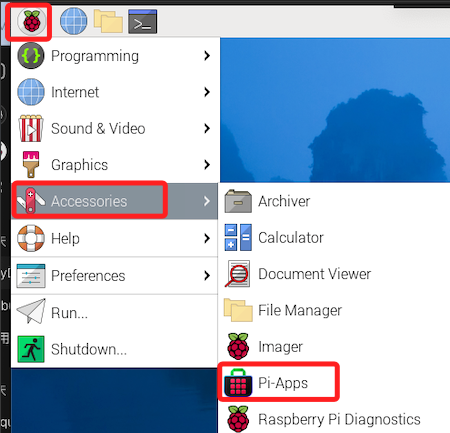 Programming
Internet
Sound & Video
Graphics
Accessories
Help
Preferences
Run...
Shutdown...
Archiver
Calculator
Document Viewer
File Manager
Imager
Pi-Apps
Raspberry Pi Diagnostics